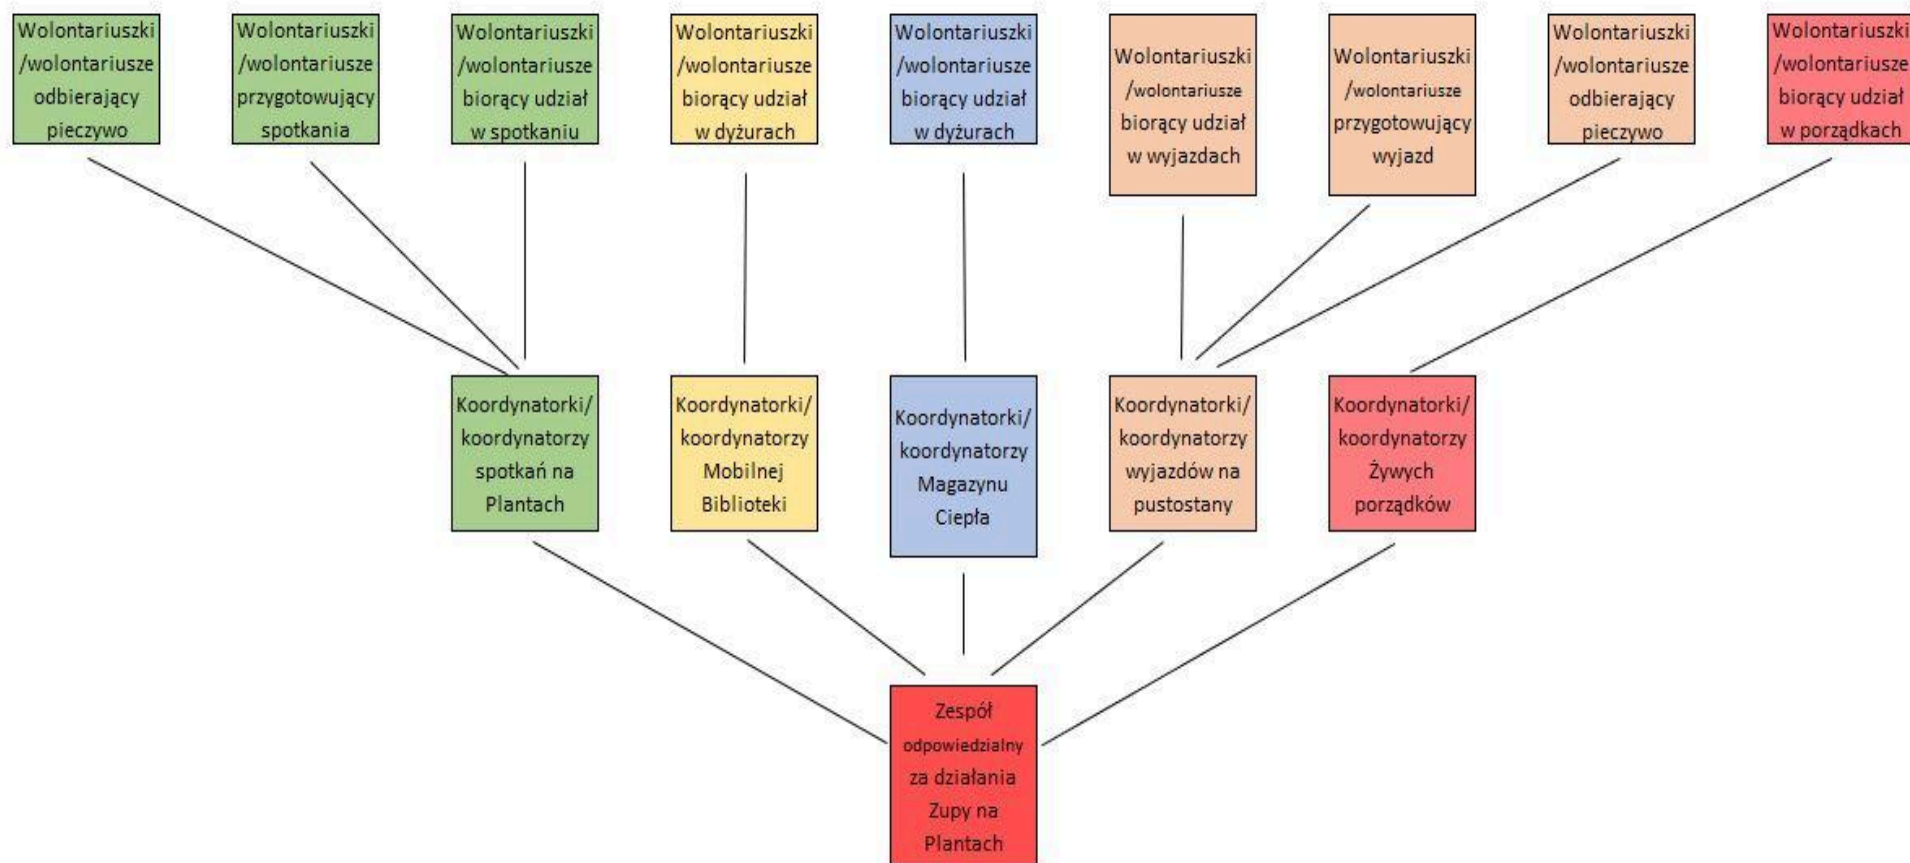 Wolontariuszki
/wolontariusze
odbierający
pieczywo
Wolontariuszki
/wolontariusze
przygotowujący
spotkania
Wolontariuszki
/wolontariusze
biorący udział
w spotkaniu
Wolontariuszki
/wolontariusze
biorący udział
w dyżurach
Wolontariuszki
/wolontariusze
biorący udział
w dyżurach
Wolontariuszki
/wolontariusze
biorący udział
w wyjazdach
Wolontariuszki
/wolontariusze
przygotowujący
wyjazd
Wolontariuszki
/wolontariusze
odbierający
pieczywo
Wolontariuszki
/wolontariusze
biorący udział
w porządkach
Koordynatorki/
koordynatorzy
spotkań na
Plantach
Koordynatorki/
koordynatorzy
Mobilnej
Biblioteki
Koordynatorki/
koordynatorzy
Magazynu
Ciepła
Koordynatorki/
koordynatorzy
wyjazdów na
pustostany
Koordynatorki/
koordynatorzy
Żywych
porządków
Zespół
odpowiedzialny
za działania
Zupy na
Plantach